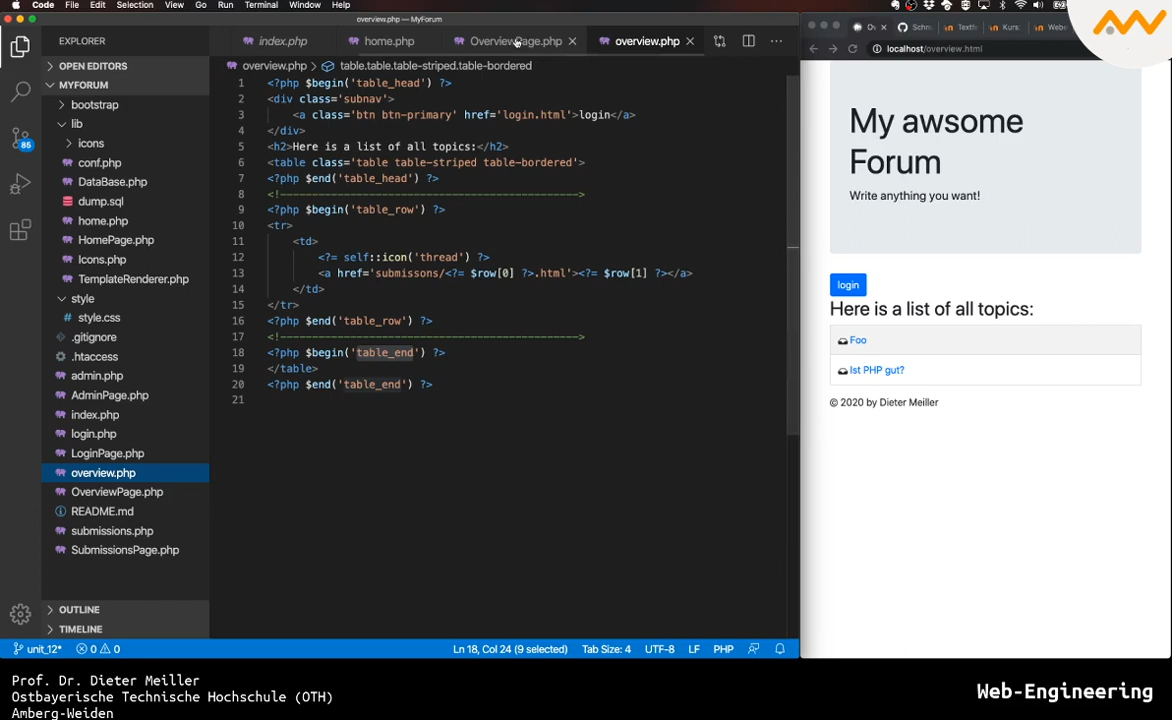 Code File Edit Selection View Go Run Terminal Window Help
overview.php — MyForum
EXPLORER
index.php
home.php
OverviewPage.php
overview.php
OPEN EDITORS
MYFORUM
bootstrap
lib
icons
conf.php
DataBase.php
dump.sql
home.php
HomePage.php
Icons.php
TemplateRenderer.php
style
style.css
.gitignore
.htaccess
admin.php
AdminPage.php
index.php
login.php
LoginPage.php
overview.php
OverviewPage.php
README.md
submissions.php
SubmissionsPage.php
OUTLINE
TIMELINE
85
overview.php > table.table.table-striped.table-bordered
1 <?php $begin('table_head') ?>
2 <div class='subnav'>
3 <a class='btn btn-primary' href='login.html'>login</a>
4 </div>
5 <h2>Here is a list of all topics:</h2>
6 <table class='table table-striped table-bordered'>
7 <?php $end('table_head') ?>
8 <!------------------------------------------------->
9 <?php $begin('table_row') ?>
10 <tr>
11 <td>
12 <?= self::icon('thread') ?>
13 <a href='submissons/<?= $row[0] ?>.html'><?= $row[1] ?></a>
14 </td>
15 </tr>
16 <?php $end('table_row') ?>
17 <!------------------------------------------------->
18 <?php $begin('table_end') ?>
19 </table>
20 <?php $end('table_end') ?>
21
unit_12* 0 0
Ln 18, Col 24 (9 selected) Tab Size: 4 UTF-8 LF PHP
Schn
Textfe
Kurs:
Webs
localhost/overview.html
My awsome
Forum
Write anything you want!
login
Here is a list of all topics:
Foo
Ist PHP gut?
© 2020 by Dieter Meiller
Prof. Dr. Dieter Meiller
Ostbayerische Technische Hochschule (OTH)
Amberg-Weiden
Web-Engineering